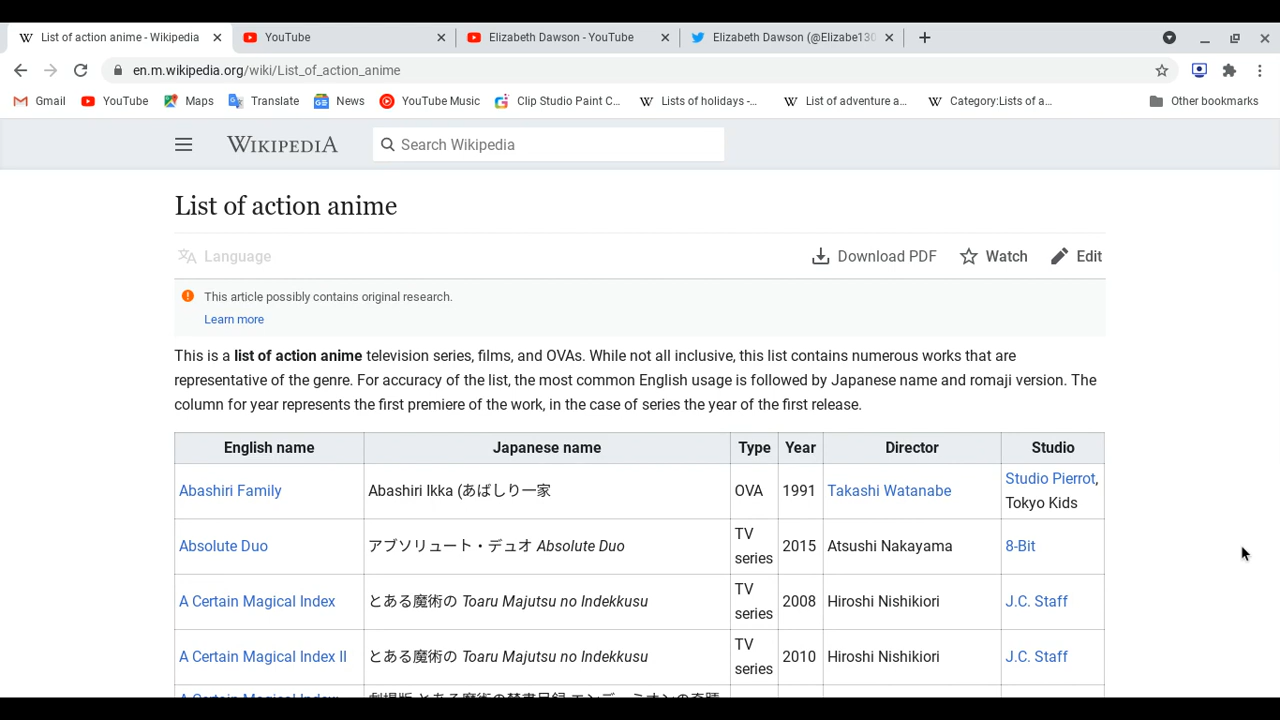 List of action anime - Wikipedia
YouTube
Elizabeth Dawson - YouTube
Elizabeth Dawson (@Elizabe130
en.m.wikipedia.org/wiki/List_of_action_anime
Gmail
YouTube
Maps
Translate
News
YouTube Music
Clip Studio Paint C...
Lists of holidays -...
List of adventure a...
Category:Lists of a...
Other bookmarks
WIKIPEDIA
Search Wikipedia
List of action anime
Language
Download PDF
Watch
Edit
This article possibly contains original research.
Learn more
This is a list of action anime television series, films, and OVAs. While not all inclusive, this list contains numerous works that are
representative of the genre. For accuracy of the list, the most common English usage is followed by Japanese name and romaji version. The
column for year represents the first premiere of the work, in the case of series the year of the first release.
English name Japanese name Type Year Director Studio
Abashiri Family Abashiri Ikka (あばしり一家 OVA 1991 Takashi Watanabe Studio Pierrot,
Tokyo Kids
Absolute Duo アブソリュート・デュオ Absolute Duo TV
series 2015 Atsushi Nakayama 8-Bit
A Certain Magical Index とある魔術の Toaru Majutsu no Indekkusu TV
series 2008 Hiroshi Nishikiori J.C. Staff
A Certain Magical Index II とある魔術の Toaru Majutsu no Indekkusu TV
series 2010 Hiroshi Nishikiori J.C. Staff
A Certain Magical Index